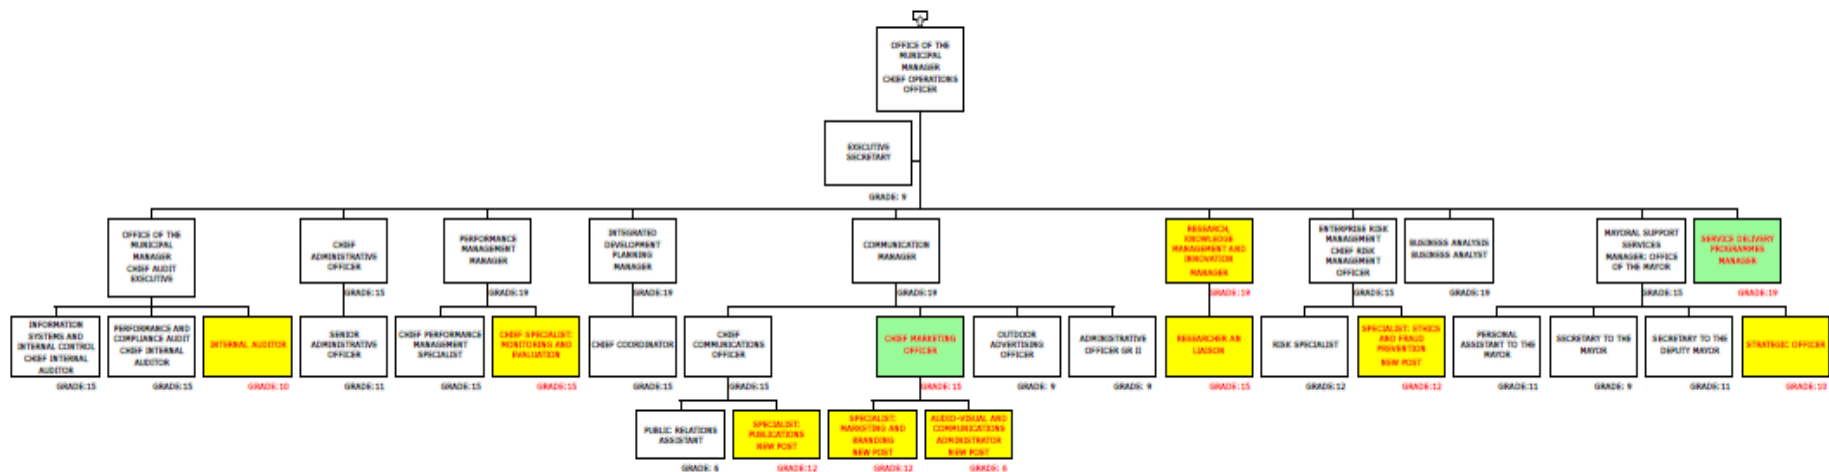 OFFICE OF THE
MUNICIPAL
MANAGER
CHIEF OPERATIONS
OFFICER
EXECUTIVE
SECRETARY
GRADE: 9
OFFICE OF THE
MUNICIPAL
MANAGER
CHIEF AUDIT
EXECUTIVE
CHIEF
ADMINISTRATIVE
OFFICER
GRADE:15
PERFORMANCE
MANAGEMENT
MANAGER
GRADE:19
INTEGRATED
DEVELOPMENT
PLANNING
MANAGER
GRADE:19
COMMUNICATION
MANAGER
GRADE:19
RESEARCH,
KNOWLEDGE
MANAGEMENT AND
INNOVATION
MANAGER
GRADE:19
ENTERPRISE RISK
MANAGEMENT
CHIEF RISK
MANAGEMENT
OFFICER
GRADE:15
BUSINESS ANALYSIS
BUSINESS ANALYST
GRADE:19
MAYORAL SUPPORT
SERVICES
MANAGER: OFFICE
OF THE MAYOR
GRADE:15
SERVICE DELIVERY
PROGRAMMES
MANAGER
GRADE:19
INFORMATION
SYSTEMS AND
INTERNAL CONTROL
CHIEF INTERNAL
AUDITOR
GRADE:15
PERFORMANCE AND
COMPLIANCE AUDIT
CHIEF INTERNAL
AUDITOR
GRADE:15
INTERNAL AUDITOR
GRADE:10
SENIOR
ADMINISTRATIVE
OFFICER
GRADE:11
CHIEF PERFORMANCE
MANAGEMENT
SPECIALIST
GRADE:15
CHIEF SPECIALIST:
MONITORING AND
EVALUATION
GRADE:15
CHIEF COORDINATOR
GRADE:15
CHIEF
COMMUNICATIONS
OFFICER
GRADE:15
CHIEF MARKETING
OFFICER
GRADE:15
OUTDOOR
ADVERTISING
OFFICER
GRADE: 9
ADMINISTRATIVE
OFFICER GR II
GRADE: 9
RESEARCHER AN
LIAISON
GRADE:15
RISK SPECIALIST
GRADE:12
SPECIALIST: ETHICS
AND FRAUD
PREVENTION
NEW POST
GRADE:12
PERSONAL
ASSISTANT TO THE
MAYOR
GRADE:11
SECRETARY TO THE
MAYOR
GRADE: 9
SECRETARY TO THE
DEPUTY MAYOR
GRADE:11
STRATEGIC OFFICER
GRADE:10
PUBLIC RELATIONS
ASSISTANT
GRADE: 6
SPECIALIST:
PUBLICATIONS
NEW POST
GRADE:12
SPECIALIST:
MARKETING AND
BRANDING
NEW POST
GRADE:12
AUDIO-VISUAL AND
COMMUNICATIONS
ADMINISTRATOR
NEW POST
GRADE: 6